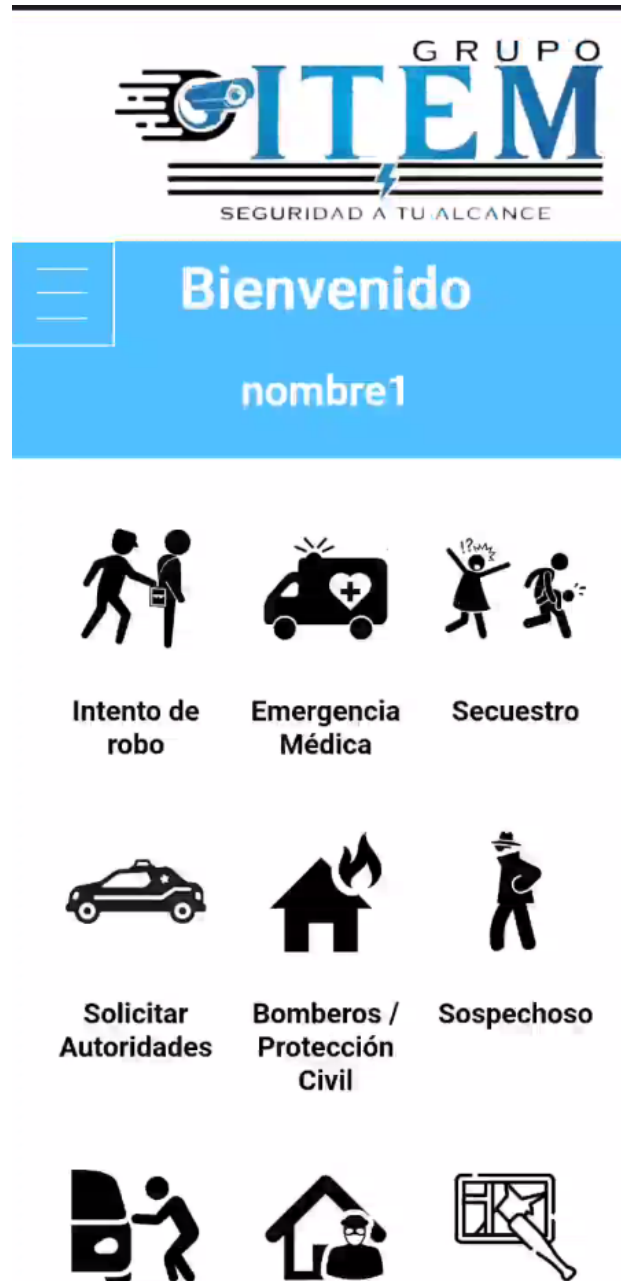 GRUPO
ITEM
SEGURIDAD A TU ALCANCE
Bienvenido
nombre1
!?
Intento de
robo
Emergencia
Médica
Secuestro
Solicitar
Autoridades
Bomberos /
Protección
Civil
Sospechoso